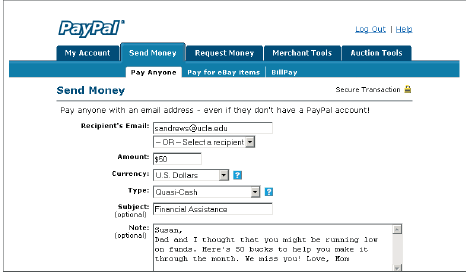 PayPal
Log Out | Help
My Account Send Money Request Money Merchant Tools Auction Tools
Pay Anyone Pay for eBay Items BillPay
Send Money Secure Transaction
Pay anyone with an email address - even if they don't have a PayPal account!
Recipient's Email: sandrews@ucla.edu
-- OR -- Select a recipient
Amount: $50
Currency: U.S. Dollars ?
Type: Quasi-Cash ?
Subject: Financial Assistance
(optional)
Note: Susan,
(optional) Dad and I thought that you might be running low
on funds. Here's 50 bucks to help you make it
through the month. We miss you! Love, Mom